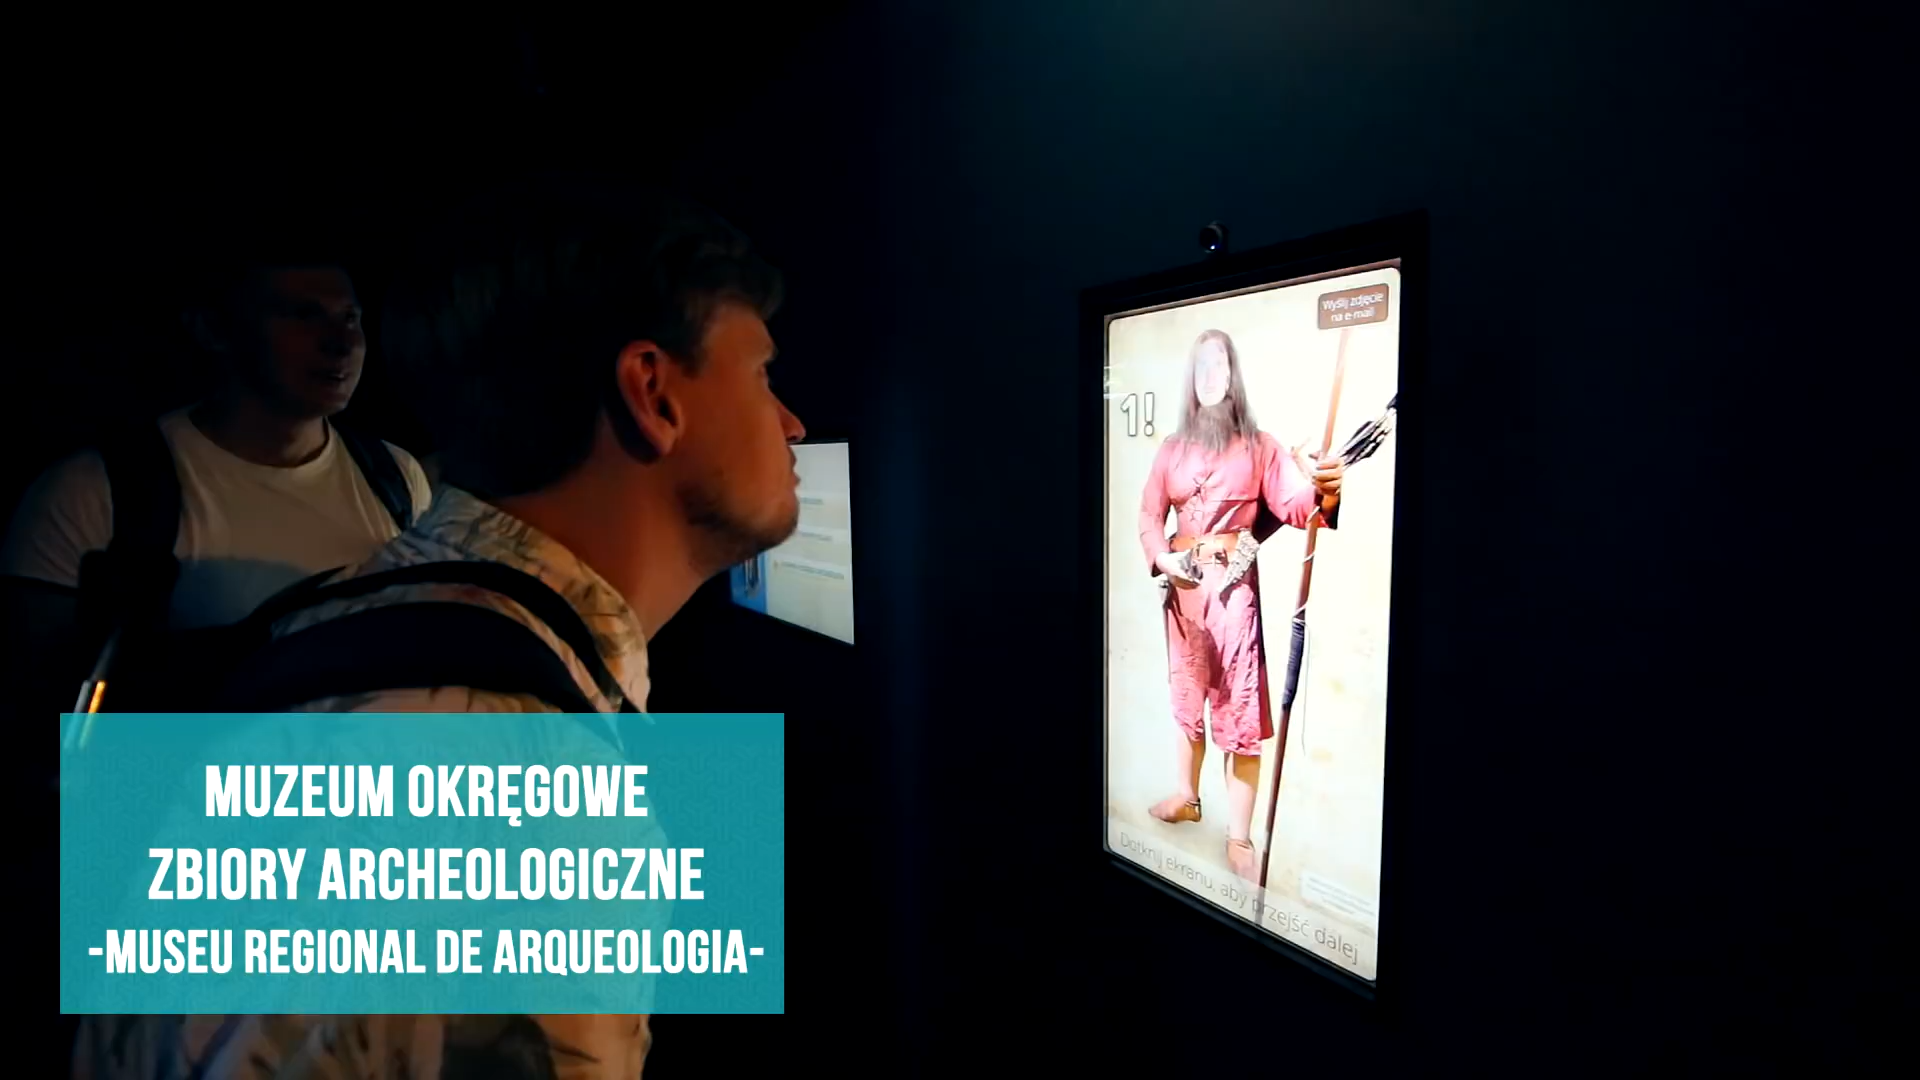 Wyślij zdjęcie
na e-mail
1!
Dotknij ekranu, aby przejść dalej
MUZEUM OKRĘGOWE
ZBIORY ARCHEOLOGICZNE
-MUSEU REGIONAL DE ARQUEOLOGIA-